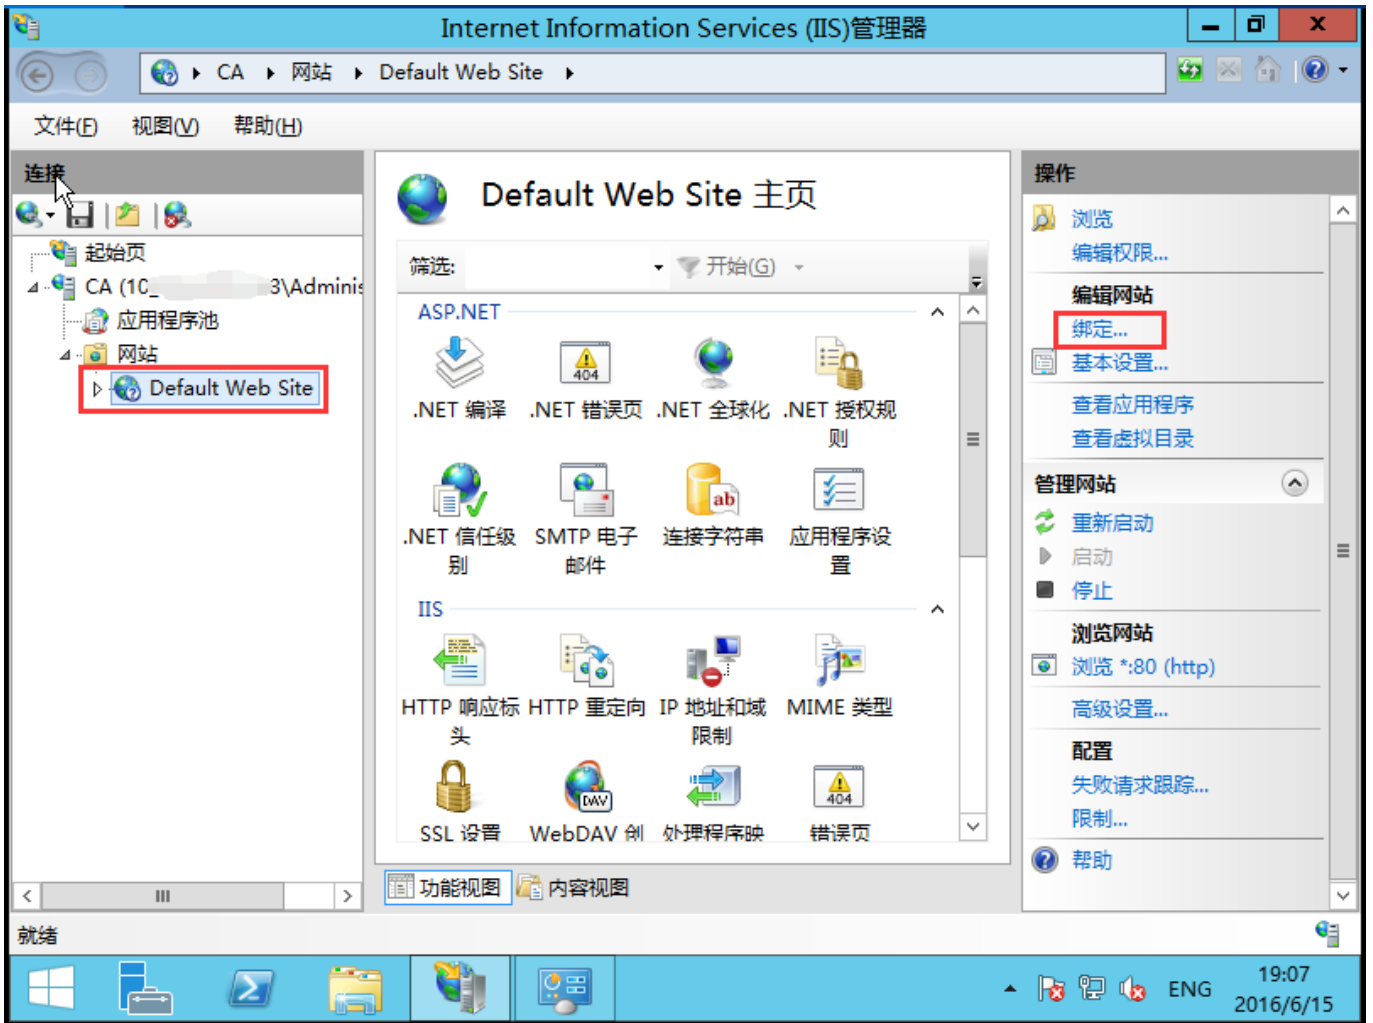 Internet Information Services (IIS)管理器
CA 网站 Default Web Site
文件(F) 视图(V) 帮助(H)
连接
起始页
CA (10_ 3\Adminis
应用程序池
网站
Default Web Site
Default Web Site 主页
筛选: 开始(G)
ASP.NET
.NET 编译 .NET 错误页 .NET 全球化 .NET 授权规
则
.NET 信任级 SMTP 电子 连接字符串 应用程序设
别 邮件 置
IIS
HTTP 响应标 HTTP 重定向 IP 地址和域 MIME 类型
头 限制
SSL 设置 WebDAV 创 处理程序映 错误页
功能视图 内容视图
操作
浏览
编辑权限...
编辑网站
绑定...
基本设置...
查看应用程序
查看虚拟目录
管理网站
重新启动
启动
停止
浏览网站
浏览 *:80 (http)
高级设置...
配置
失败请求跟踪...
限制...
帮助
就绪
ENG
19:07
2016/6/15